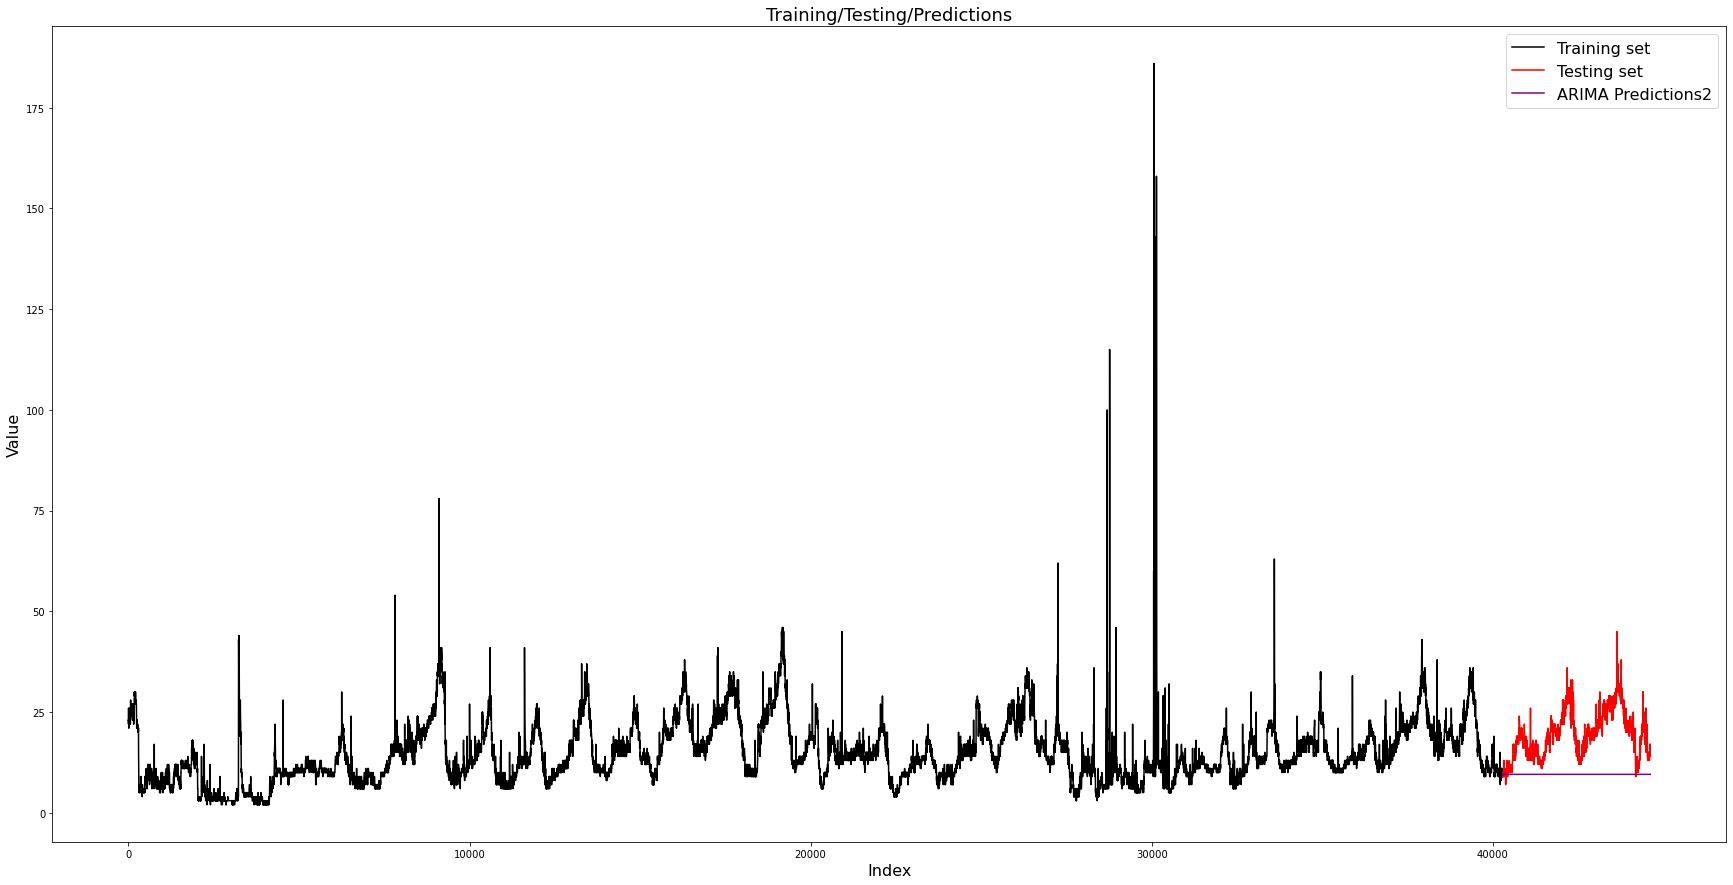 Training/Testing/Predictions
Training set
Testing set
ARIMA Predictions2
Value
175
150
125
100
75
50
25
0
0 10000 20000 30000 40000
Index